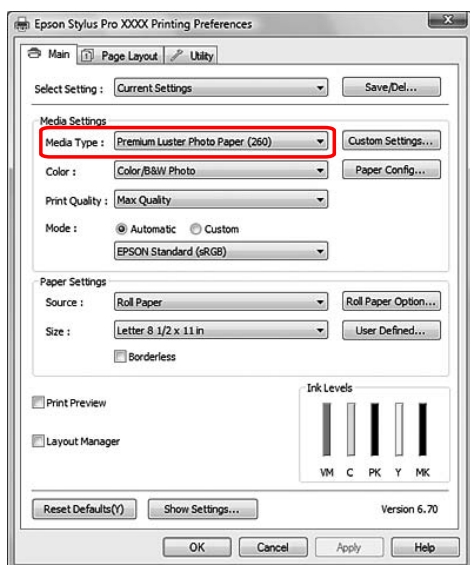 Epson Stylus Pro XXXX Printing Preferences
Main Page Layout Utility
Select Setting : Current Settings Save/Del...
Media Settings
Media Type : Premium Luster Photo Paper (260) Custom Settings...
Color : Color/B&W Photo Paper Config...
Print Quality : Max Quality
Mode : Automatic Custom
EPSON Standard (sRGB)
Paper Settings
Source : Roll Paper Roll Paper Option...
Size : Letter 8 1/2 x 11 in User Defined...
Borderless
Ink Levels
Print Preview
Layout Manager
VM C PK Y MK
Reset Defaults(Y) Show Settings... Version 6.70
OK Cancel Apply Help